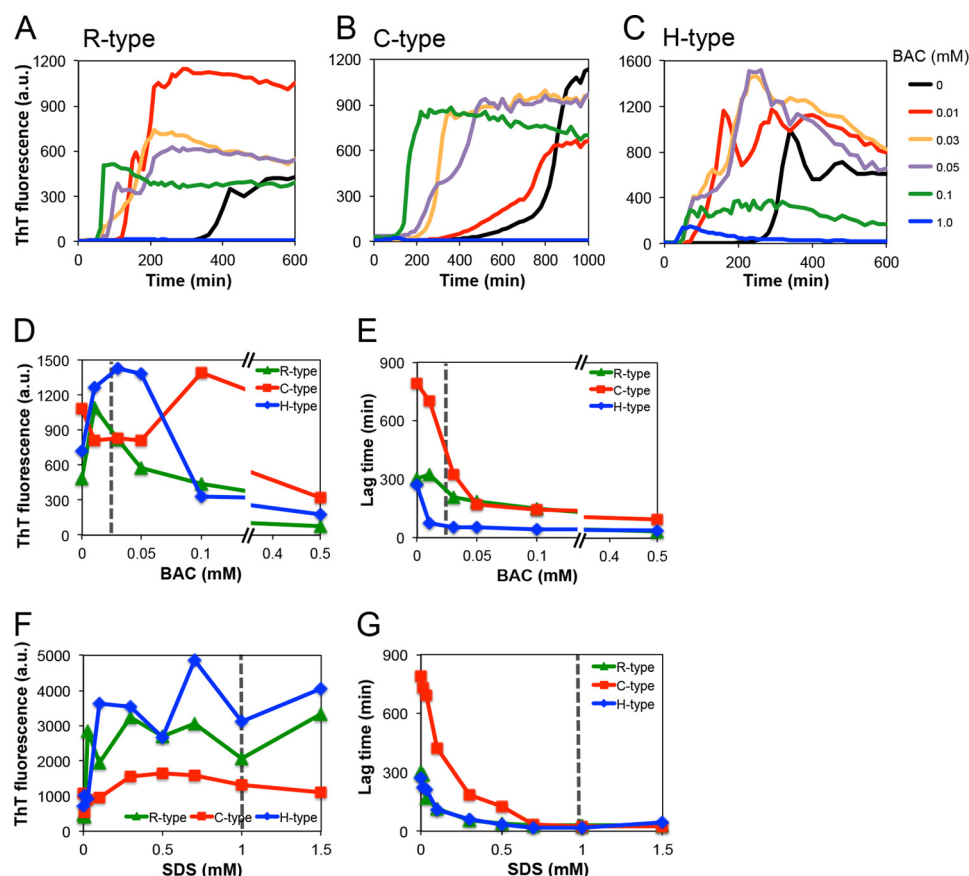 A R-type
B C-type
C H-type
BAC (mM)
0
0.01
0.03
0.05
0.1
1.0
ThT fluorescence (a.u.)
1200
900
600
300
0
0 200 400 600
Time (min)
1200
900
600
300
0
0 200 400 600 800 1000
Time (min)
1600
1200
800
400
0
0 200 400 600
Time (min)
D
ThT fluorescence (a.u.)
1500
1200
900
600
300
0
R-type
C-type
H-type
0 0.05 0.1 0.4 0.5
BAC (mM)
E
Lag time (min)
900
600
300
0
R-type
C-type
H-type
0 0.05 0.1 0.4 0.5
BAC (mM)
F
ThT fluorescence (a.u.)
5000
4000
3000
2000
1000
0
R-type C-type H-type
0 0.5 1 1.5
SDS (mM)
G
Lag time (min)
900
600
300
0
R-type
C-type
H-type
0 0.5 1 1.5
SDS (mM)